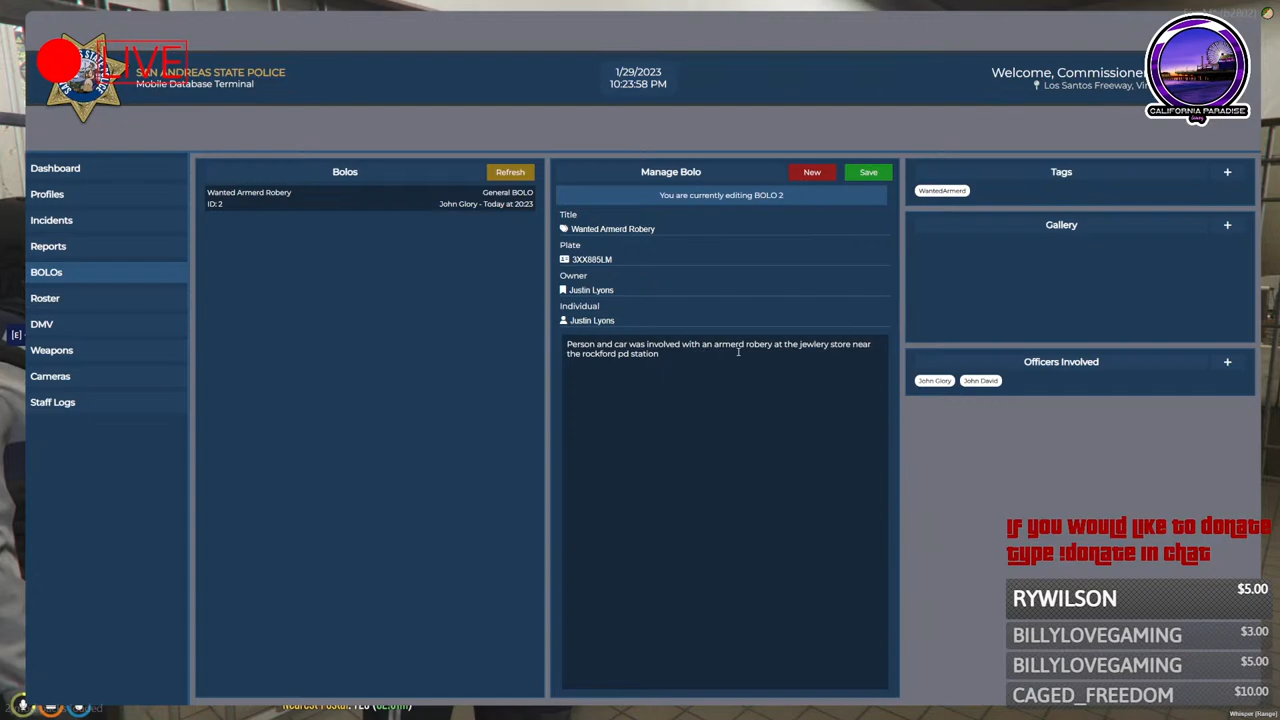 LIVE
SAN ANDREAS STATE POLICE
Mobile Database Terminal
1/29/2023
10:23:58 PM
Welcome, Commissioner
Los Santos Freeway, Vin
CALIFORNIA PARADISE
Dashboard
Profiles
Incidents
Reports
BOLOs
Roster
DMV
Weapons
Cameras
Staff Logs
Bolos
Refresh
Wanted Armerd Robery
General BOLO
ID: 2
John Glory - Today at 20:23
Manage Bolo
New
Save
You are currently editing BOLO 2
Title
Wanted Armerd Robery
Plate
3XX885LM
Owner
Justin Lyons
Individual
Justin Lyons
Person and car was involved with an armerd robery at the jewlery store near
the rockford pd station
Tags
+
WantedArmerd
Gallery
+
Officers Involved
+
John Glory
John David
[E]
If you would like to donate
type !donate in chat
RYWILSON $5.00
BILLYLOVEGAMING $3.00
BILLYLOVEGAMING $5.00
CAGED_FREEDOM $10.00
Whisper [Range]